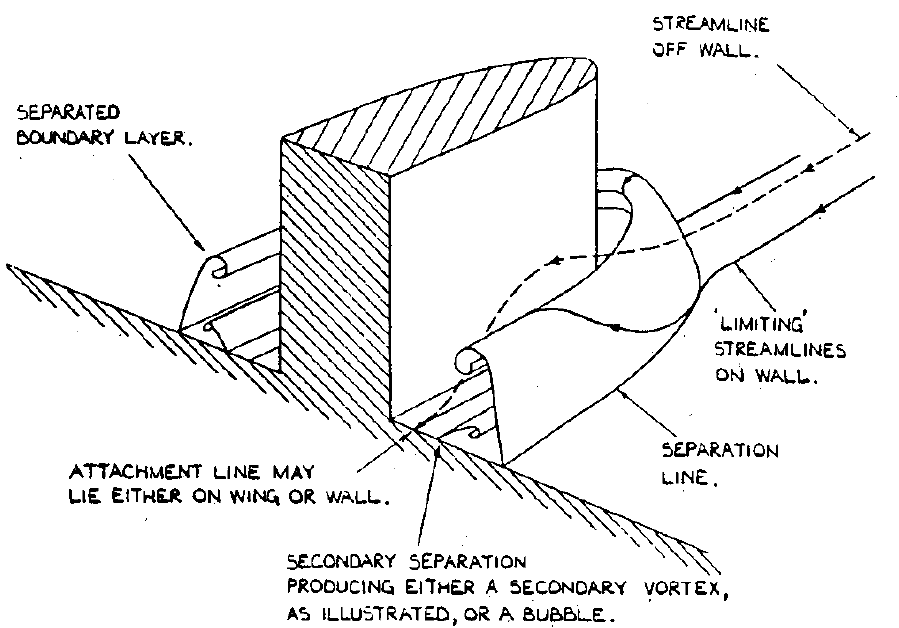 STREAMLINE
OFF WALL.
SEPARATED
BOUNDARY LAYER.
'LIMITING'
STREAMLINES
ON WALL.
SEPARATION
LINE.
ATTACHMENT LINE MAY
LIE EITHER ON WING OR WALL.
SECONDARY SEPARATION
PRODUCING EITHER A SECONDARY VORTEX,
AS ILLUSTRATED, OR A BUBBLE.